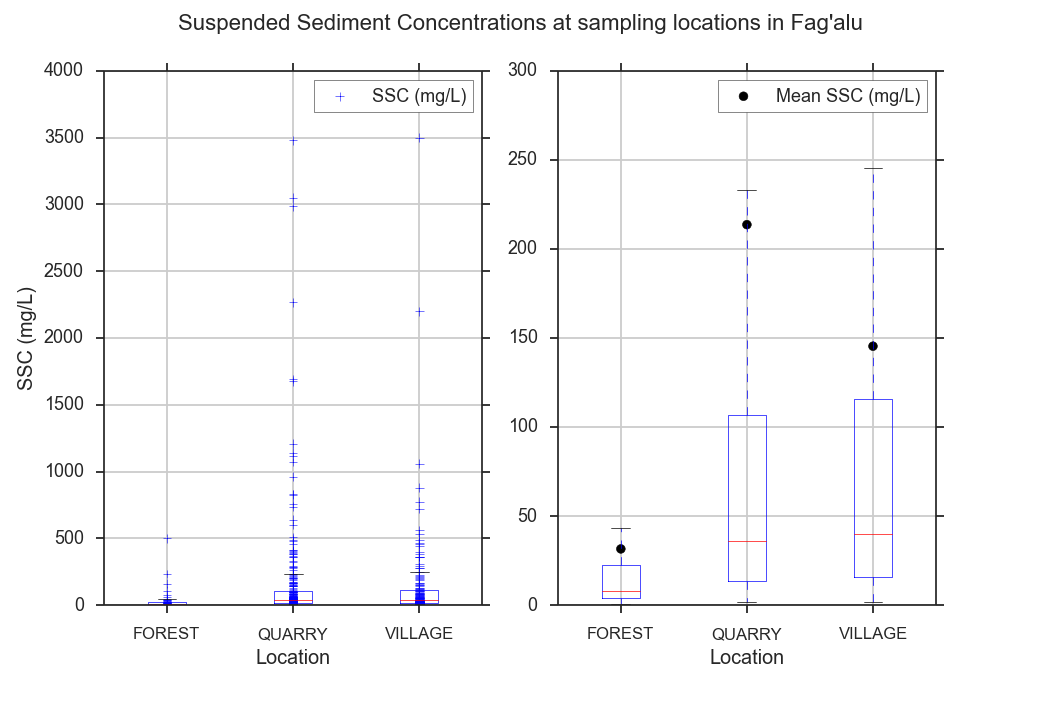 Suspended Sediment Concentrations at sampling locations in Fag'alu
SSC (mg/L)
4000
3500
3000
2500
2000
1500
1000
500
0
SSC (mg/L)
FOREST QUARRY VILLAGE
Location
300
250
200
150
100
50
0
Mean SSC (mg/L)
FOREST QUARRY VILLAGE
Location